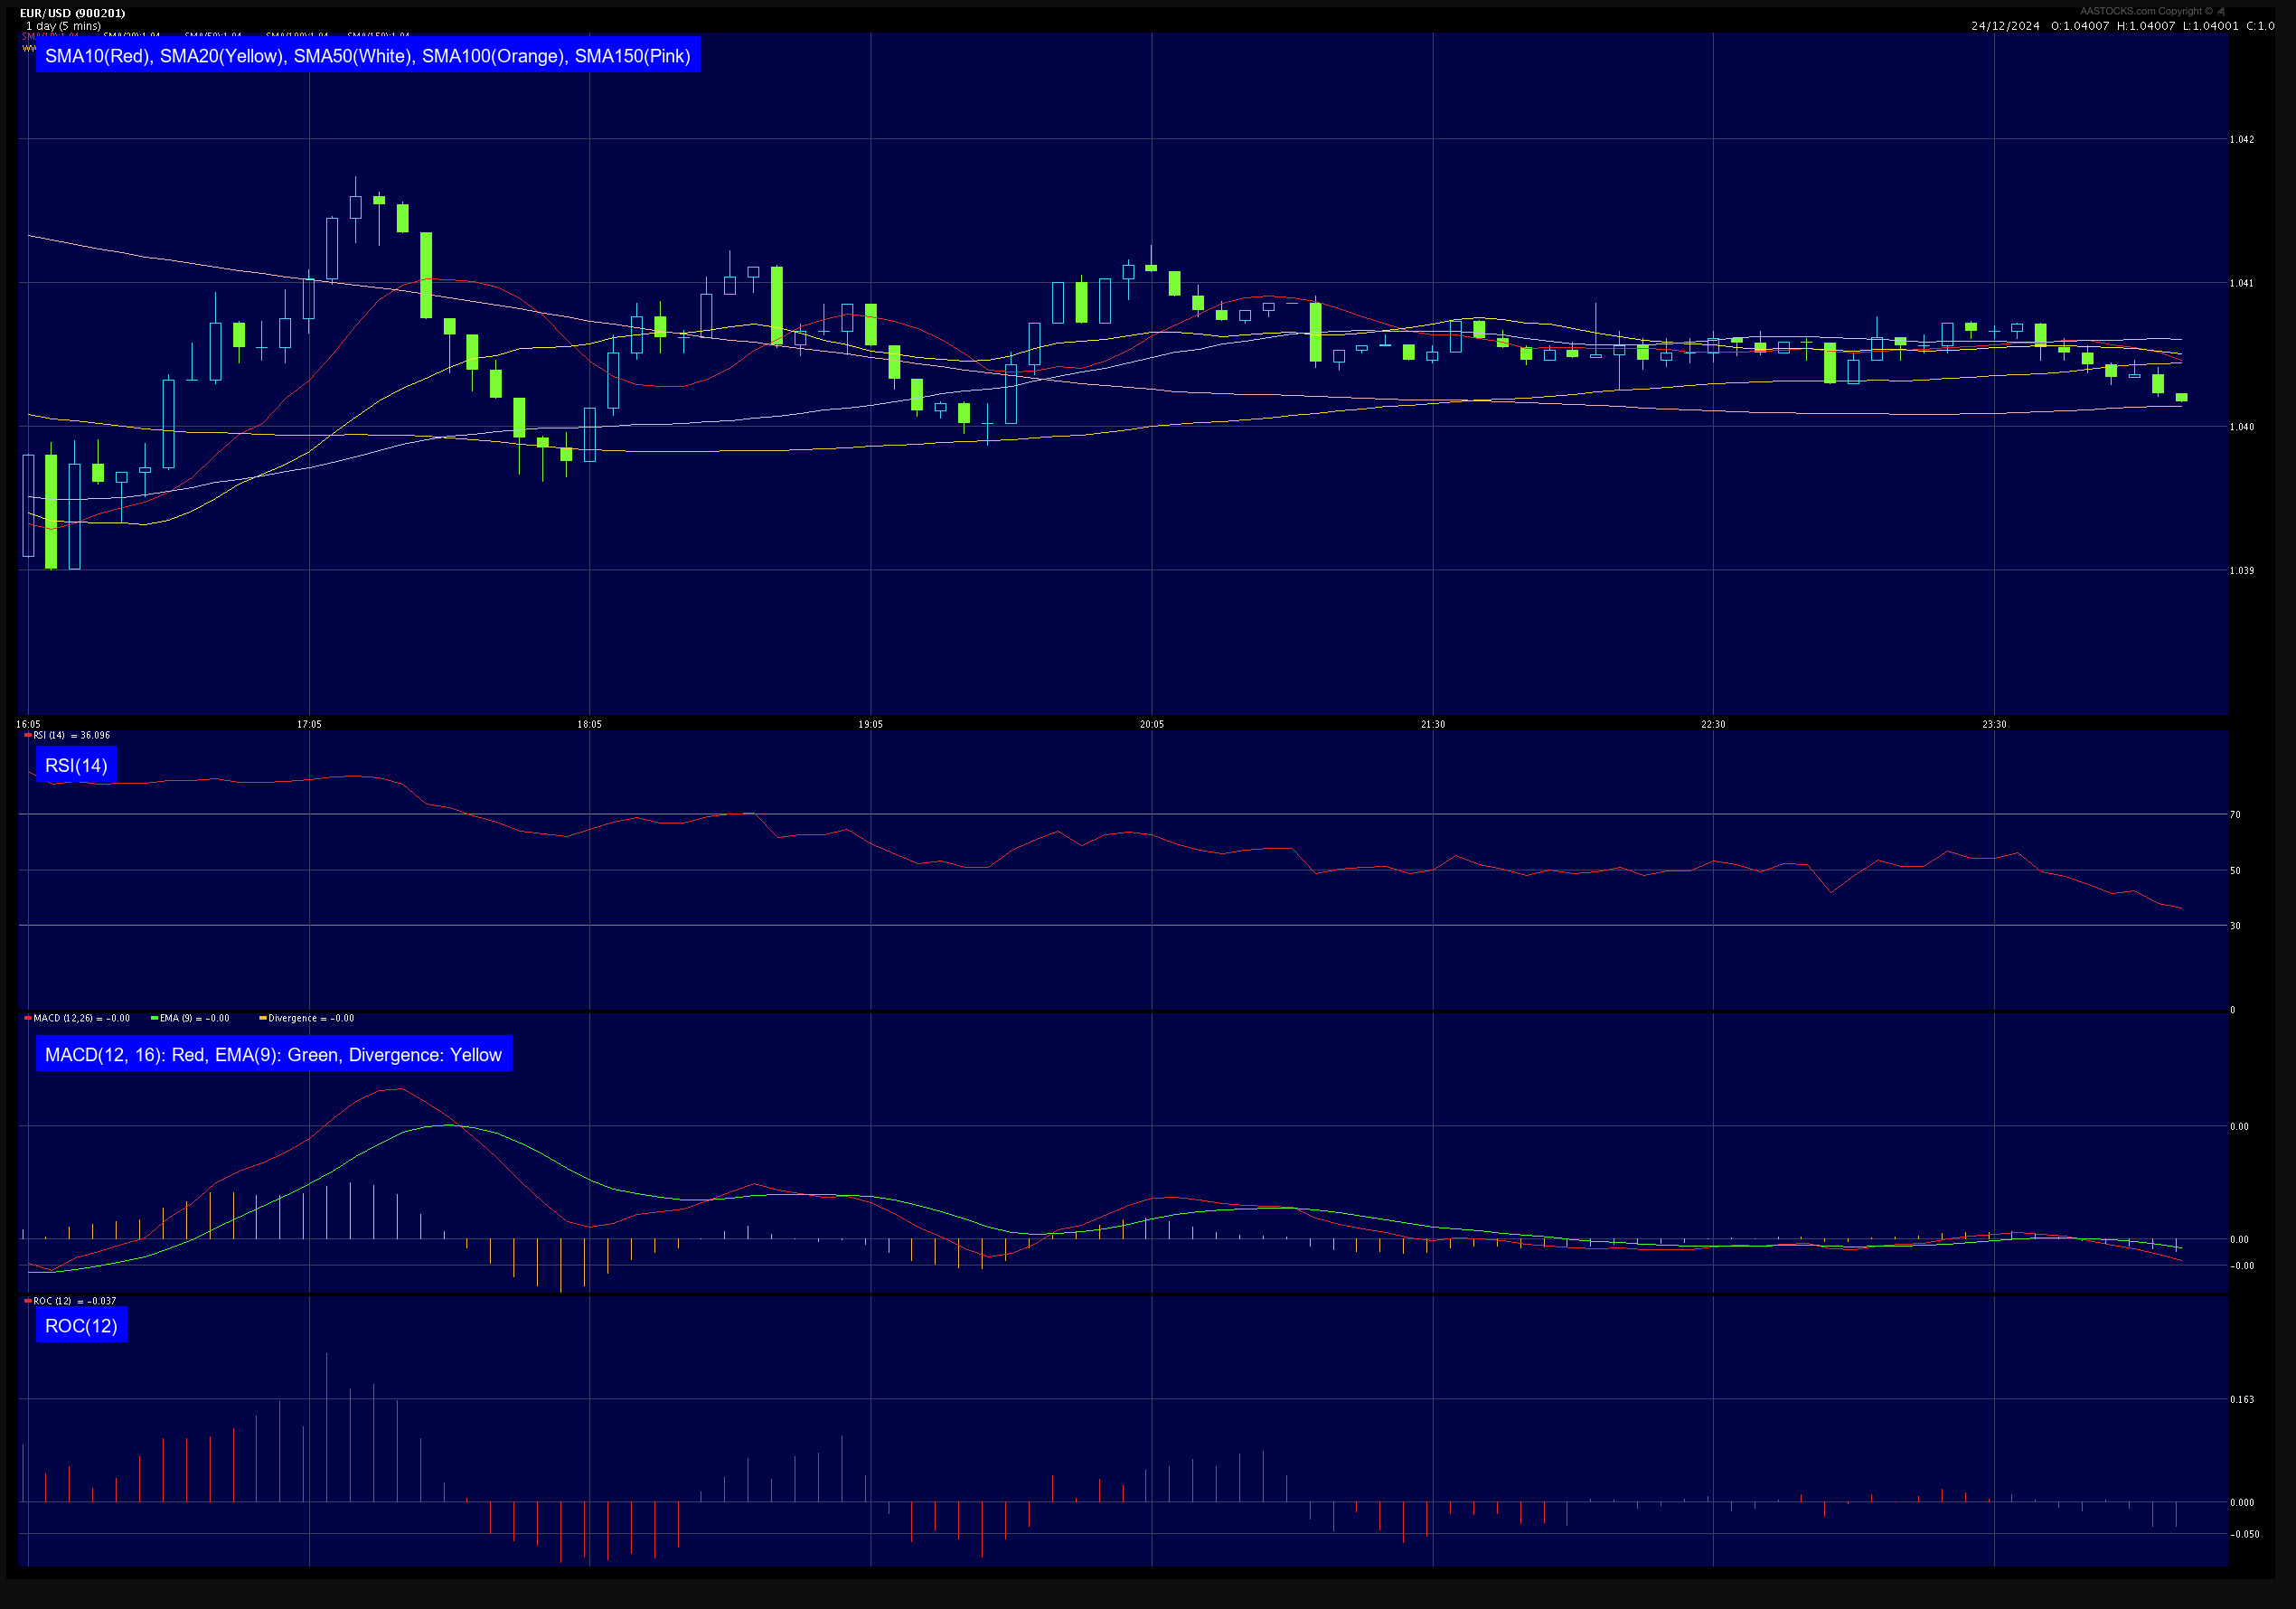 EUR/USD (900201)
AASTOCKS.com Copyright ©
1 day (5 mins)
24/12/2024 O:1.04007 H:1.04007 L:1.04001 C:1.0
SMA10(Red), SMA20(Yellow), SMA50(White), SMA100(Orange), SMA150(Pink)
1.042
1.041
1.040
1.039
16:05 17:05 18:05 19:05 20:05 21:30 22:30 23:30
RSI (14) = 36.096
RSI(14)
70
50
30
0
MACD (12,26) = -0.00 EMA (9) = -0.00 Divergence = -0.00
MACD(12, 16): Red, EMA(9): Green, Divergence: Yellow
0.00
0.00
-0.00
ROC (12) = -0.037
ROC(12)
0.163
0.000
-0.050